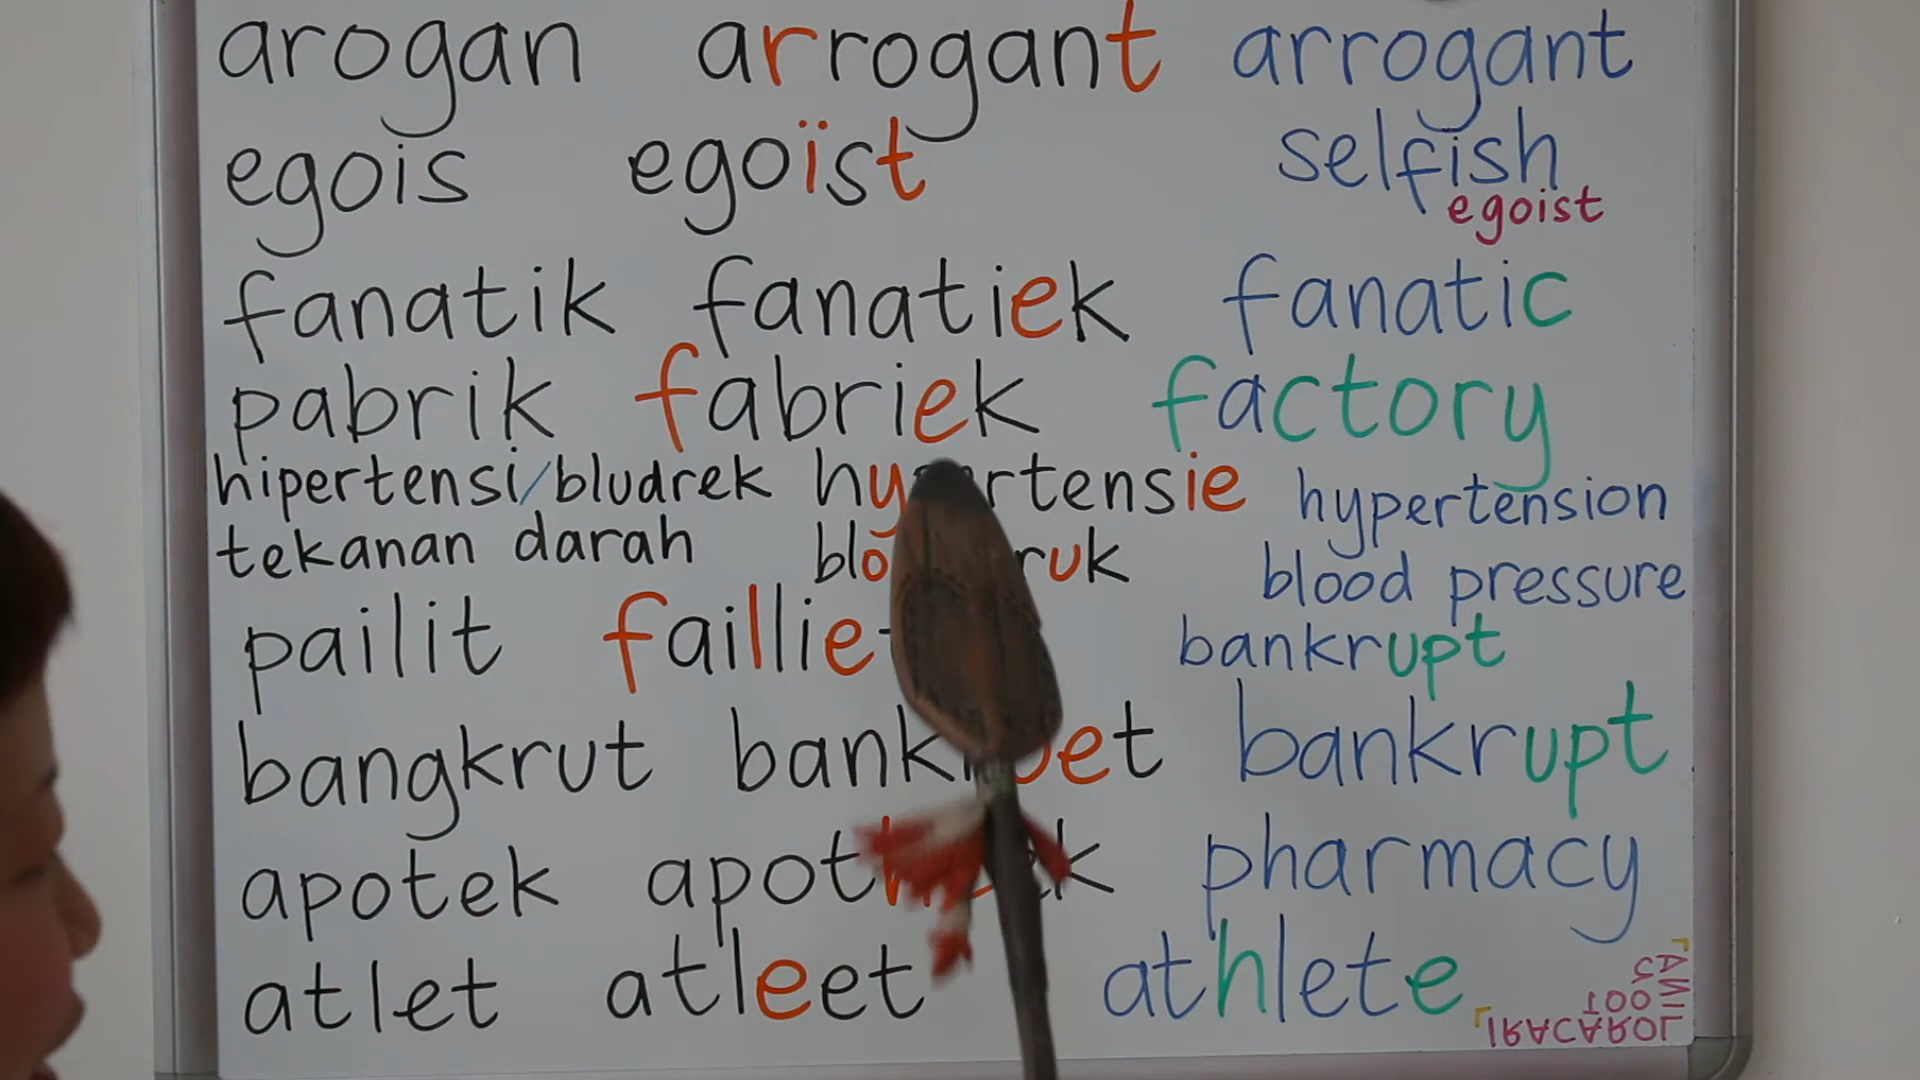 arogan arrogant arrogant
egois egoïst selfish
egoist
fanatik fanatiek fanatic
pabrik fabriek factory
hipertensi/bludrek hypertension
tekanan darah blood pressure
pailit bankrupt
bangkrut bankrupt
apotek pharmacy
atlet atleet athlete